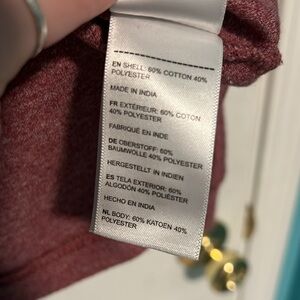 EN SHELL: 60% COTTON 40%
POLYESTER
MADE IN INDIA
FR EXTÉRIEUR: 60% COTON
40% POLYESTER
FABRIQUÉ EN INDE
DE OBERSTOFF: 60%
BAUMWOLLE 40% POLYESTER
HERGESTELLT IN INDIEN
ES TELA EXTERIOR: 60%
ALGODÓN 40% POLIÉSTER
HECHO EN INDIA
NL BODY: 60% KATOEN 40%
POLYESTER